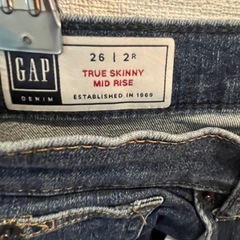 GAP
DENIM
26 | 2R
TRUE SKINNY
MID RISE
ESTABLISHED IN 1969